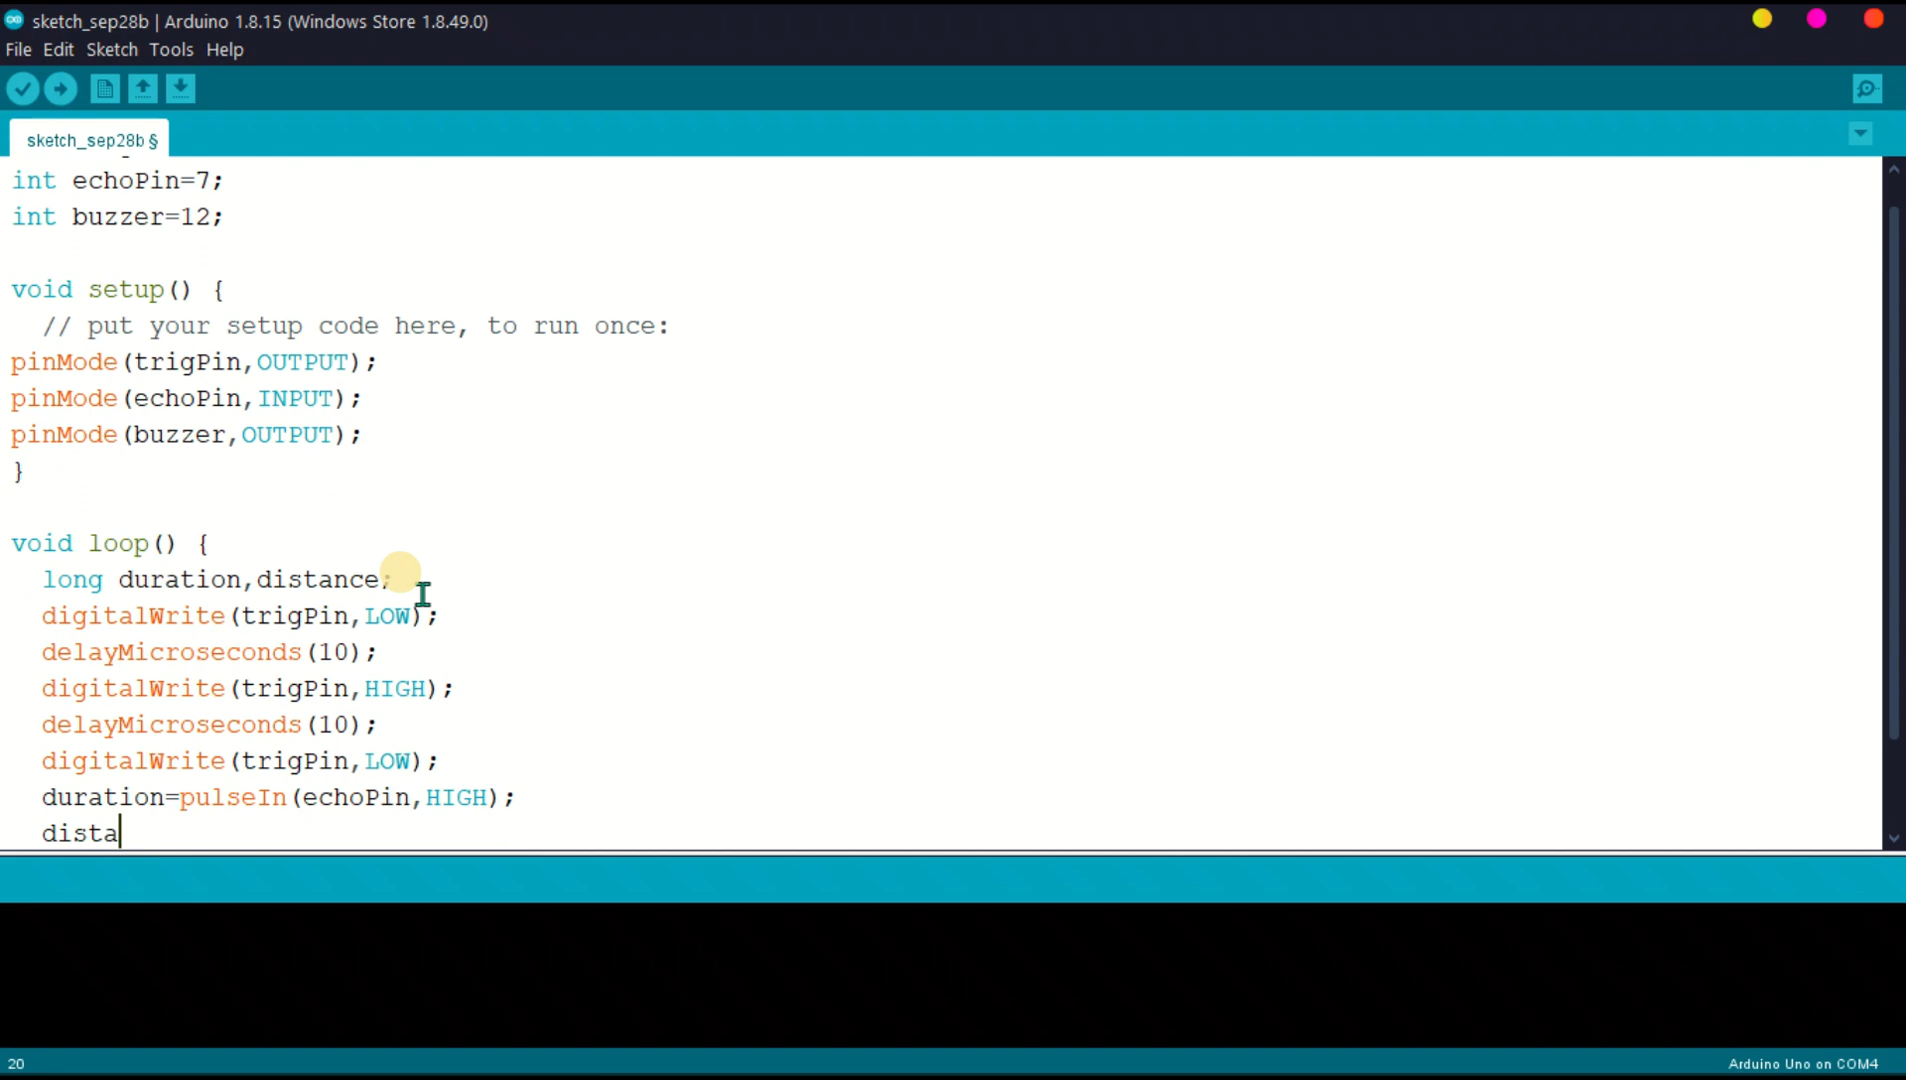 sketch_sep28b | Arduino 1.8.15 (Windows Store 1.8.49.0)
File Edit Sketch Tools Help
sketch_sep28b §
int echoPin=7;
int buzzer=12;
void setup() {
  // put your setup code here, to run once:
pinMode(trigPin,OUTPUT);
pinMode(echoPin,INPUT);
pinMode(buzzer,OUTPUT);
}
void loop() {
  long duration,distance;
  digitalWrite(trigPin,LOW);
  delayMicroseconds(10);
  digitalWrite(trigPin,HIGH);
  delayMicroseconds(10);
  digitalWrite(trigPin,LOW);
  duration=pulseIn(echoPin,HIGH);
  dista
20
Arduino Uno on COM4